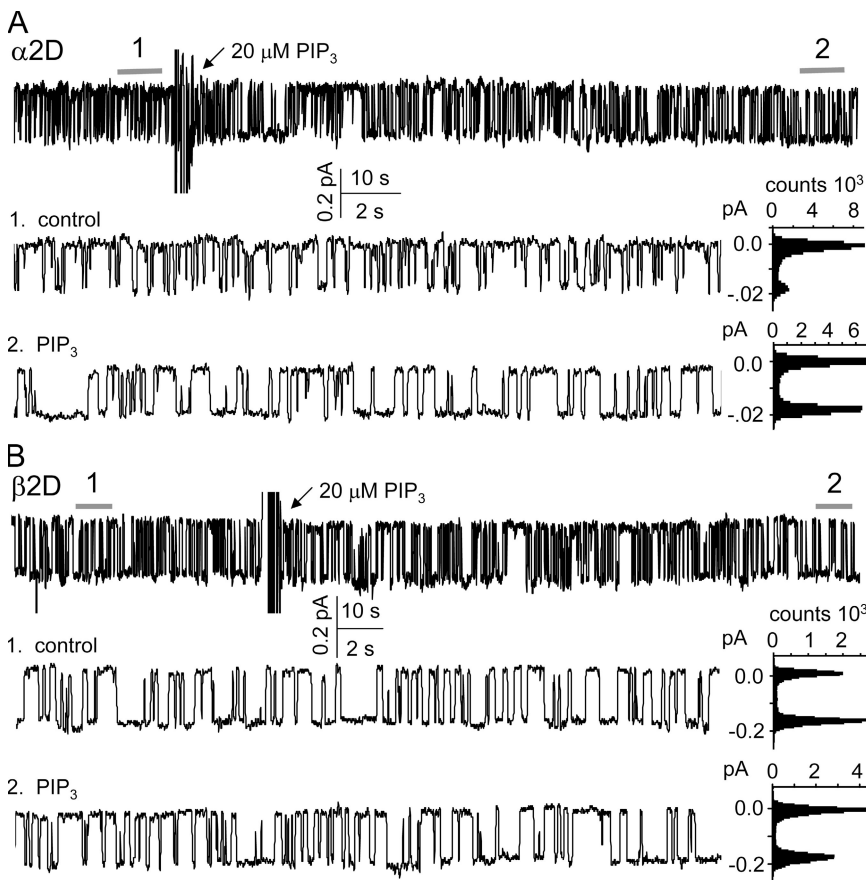 A
α2D
1
20 μM PIP₃
2
0.2 pA
10 s
2 s
counts 10³
pA 0 4 8
1. control
0.0
-.02
pA 0 2 4 6
2. PIP₃
0.0
-.02
B
β2D
1
20 μM PIP₃
2
0.2 pA
10 s
2 s
counts 10³
pA 0 1 2
1. control
0.0
-0.2
pA 0 2 4
2. PIP₃
0.0
-0.2